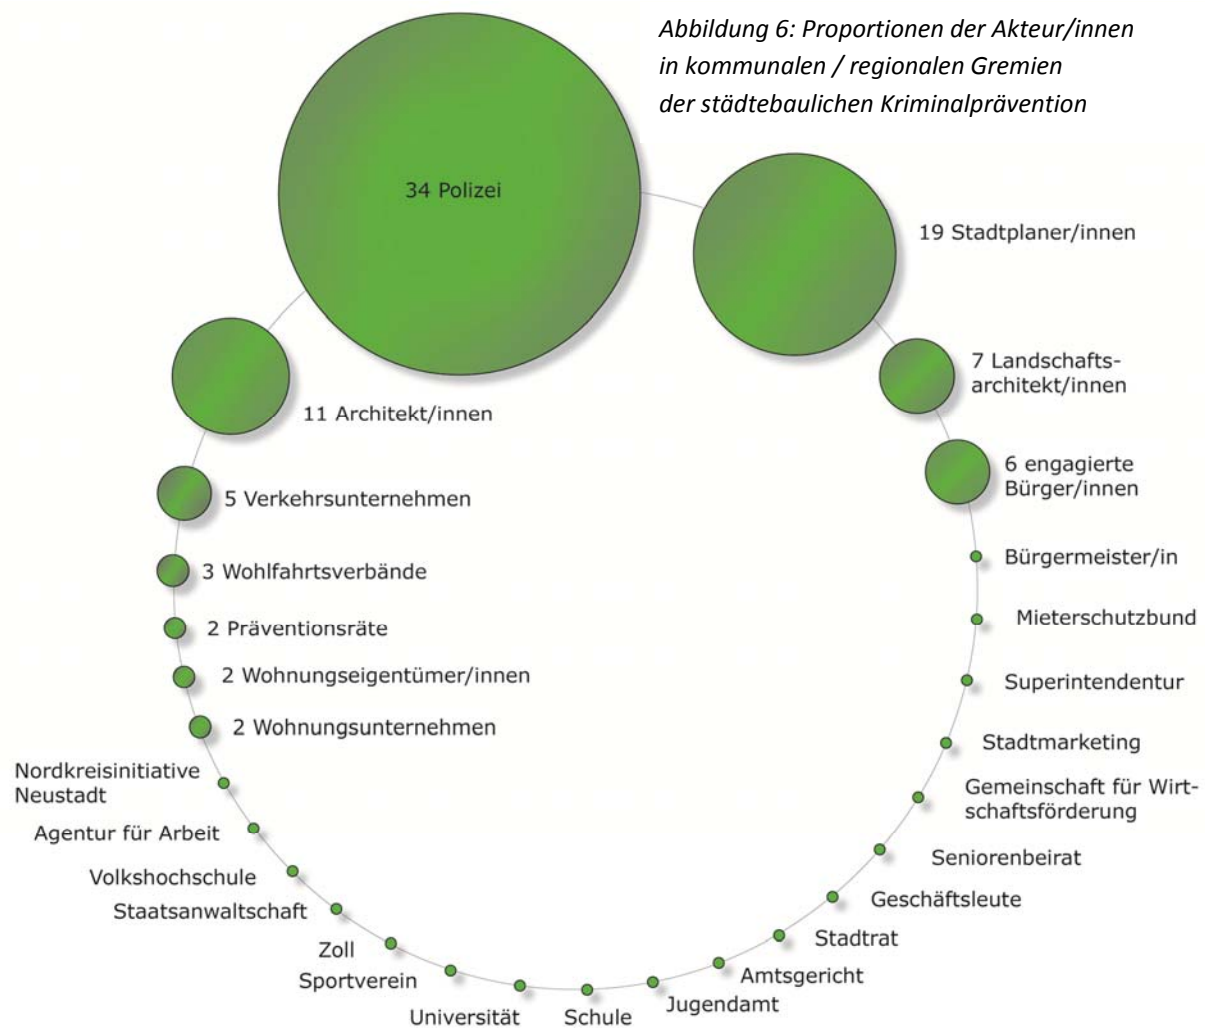 Abbildung 6: Proportionen der Akteur/innen
in kommunalen / regionalen Gremien
der städtebaulichen Kriminalprävention
34 Polizei
19 Stadtplaner/innen
7 Landschafts-
architekt/innen
11 Architekt/innen
6 engagierte
Bürger/innen
5 Verkehrsunternehmen
Bürgermeister/in
3 Wohlfahrtsverbände
Mieterschutzbund
2 Präventionsräte
2 Wohnungseigentümer/innen
Superintendentur
2 Wohnungsunternehmen
Stadtmarketing
Nordkreisinitiative
Neustadt
Gemeinschaft für Wirt-
schaftsförderung
Agentur für Arbeit
Seniorenbeirat
Volkshochschule
Geschäftsleute
Staatsanwaltschaft
Stadtrat
Zoll
Amtsgericht
Sportverein
Jugendamt
Universität
Schule